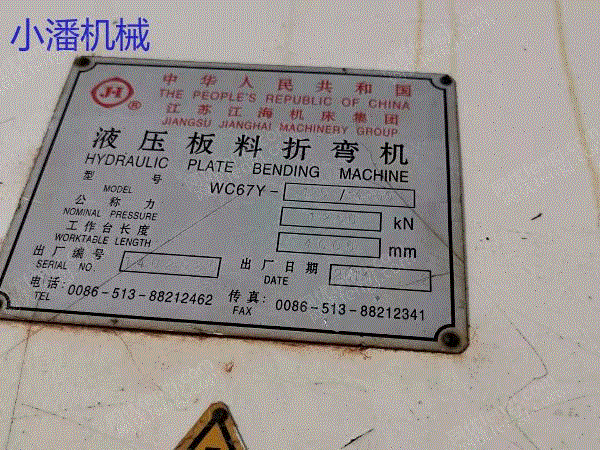 小潘机械
JH ®
中华人民共和国
THE PEOPLE'S REPUBLIC OF CHINA
江苏江海机床集团
JIANGSU JIANGHAI MACHINERY GROUP
液压板料折弯机
HYDRAULIC PLATE BENDING MACHINE
型号 WC67Y-
MODEL
公称力 kN
NOMINAL PRESSURE
工作台长度 mm
WORKTABLE LENGTH
出厂编号 出厂日期
SERIAL NO. DATE
电话: 0086-513-88212462 传真: 0086-513-88212341
TEL FAX